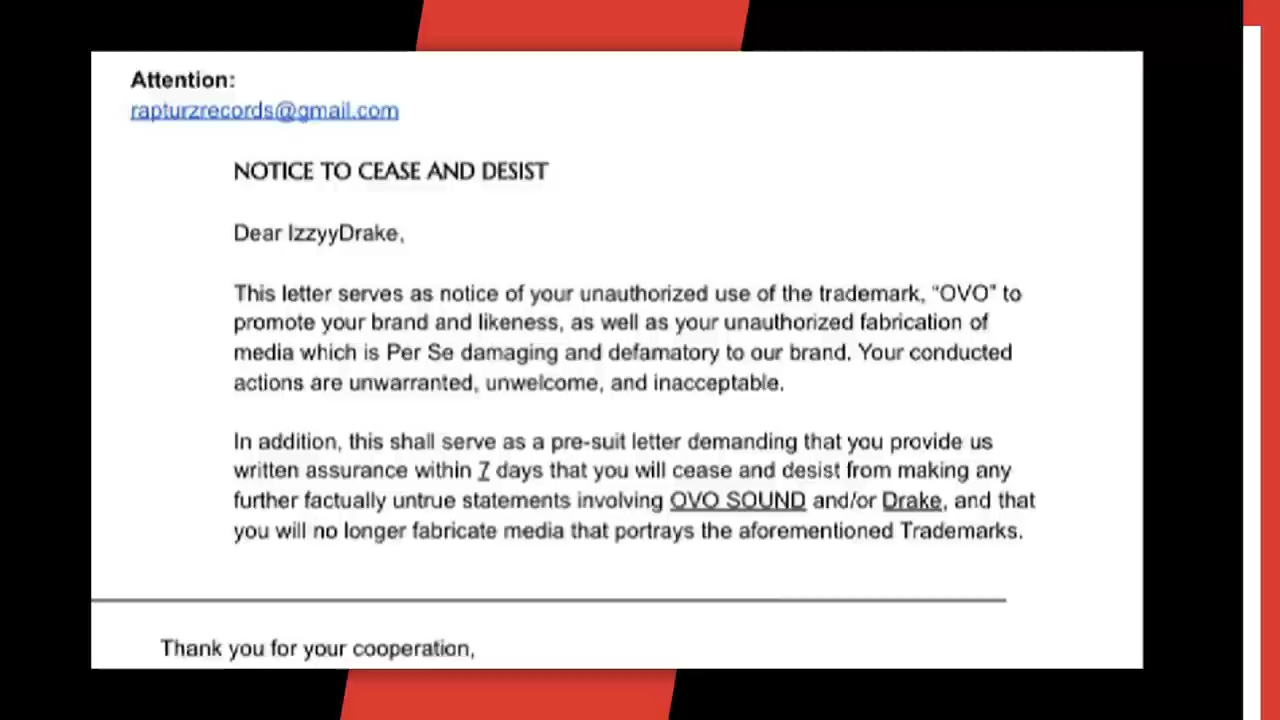 Attention:
rapturzrecords@gmail.com
NOTICE TO CEASE AND DESIST
Dear IzzyyDrake,
This letter serves as notice of your unauthorized use of the trademark, “OVO” to
promote your brand and likeness, as well as your unauthorized fabrication of
media which is Per Se damaging and defamatory to our brand. Your conducted
actions are unwarranted, unwelcome, and inacceptable.
In addition, this shall serve as a pre-suit letter demanding that you provide us
written assurance within 7 days that you will cease and desist from making any
further factually untrue statements involving OVO SOUND and/or Drake, and that
you will no longer fabricate media that portrays the aforementioned Trademarks.
Thank you for your cooperation,